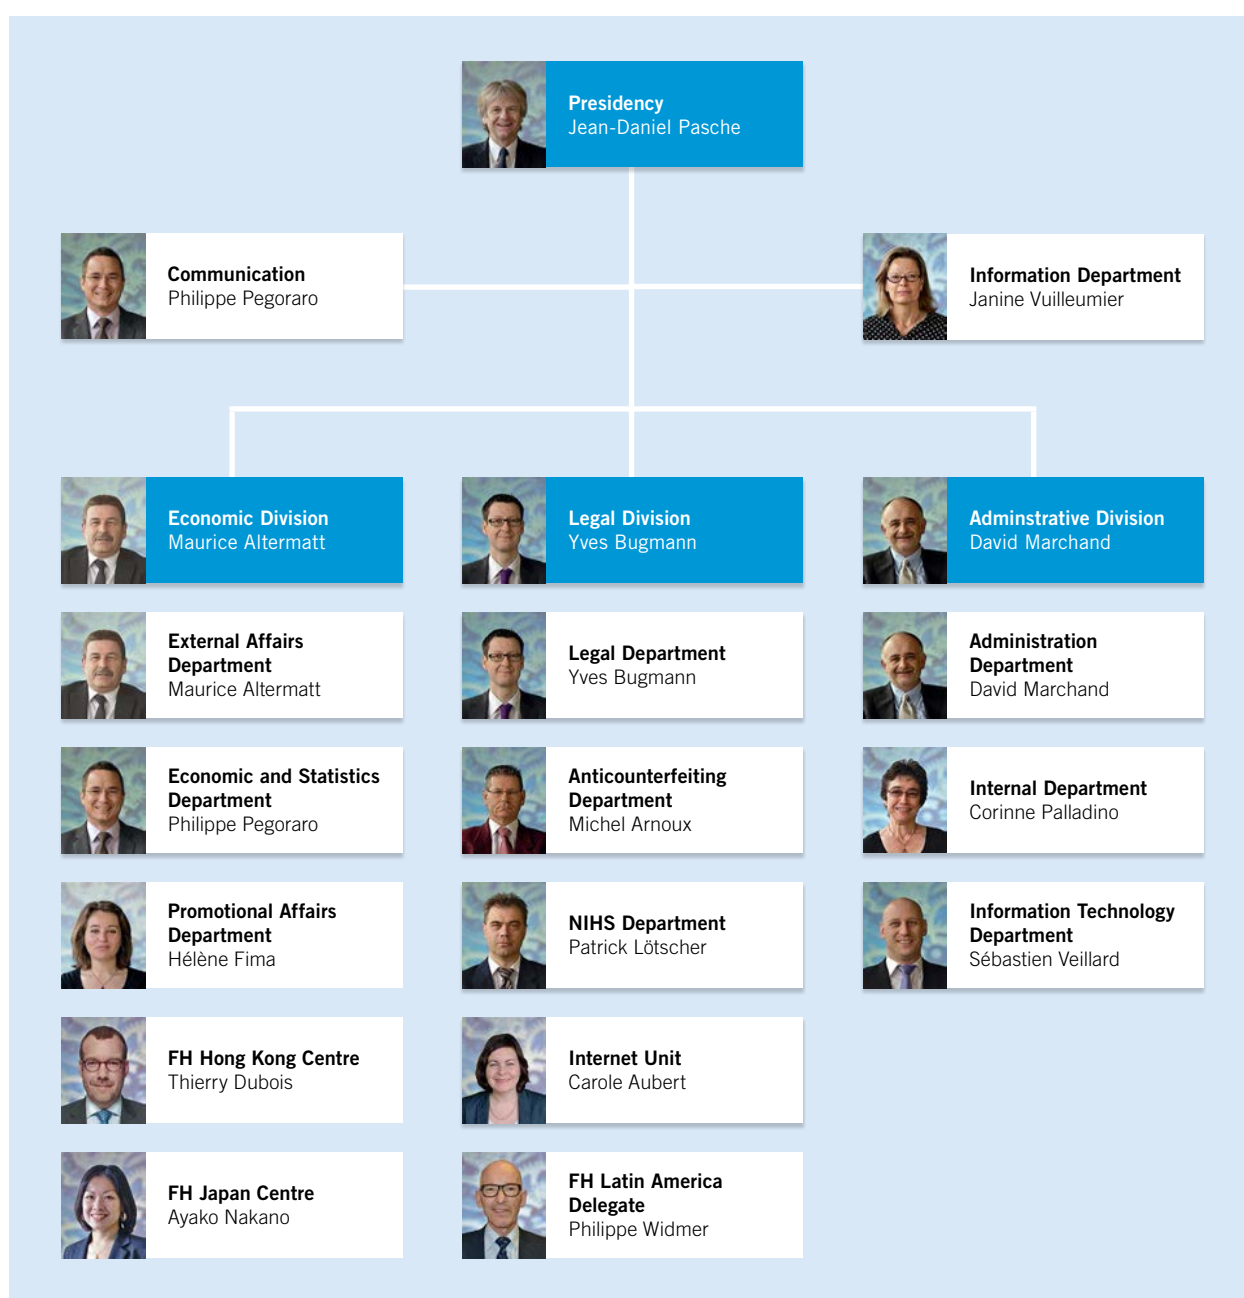 Presidency
Jean-Daniel Pasche
Communication
Philippe Pegoraro
Information Department
Janine Vuilleumier
Economic Division
Maurice Altermatt
Legal Division
Yves Bugmann
Adminstrative Division
David Marchand
External Affairs
Department
Maurice Altermatt
Legal Department
Yves Bugmann
Administration
Department
David Marchand
Economic and Statistics
Department
Philippe Pegoraro
Anticounterfeiting
Department
Michel Arnoux
Internal Department
Corinne Palladino
Promotional Affairs
Department
Hélène Fima
NIHS Department
Patrick Lötscher
Information Technology
Department
Sébastien Veillard
FH Hong Kong Centre
Thierry Dubois
Internet Unit
Carole Aubert
FH Japan Centre
Ayako Nakano
FH Latin America
Delegate
Philippe Widmer